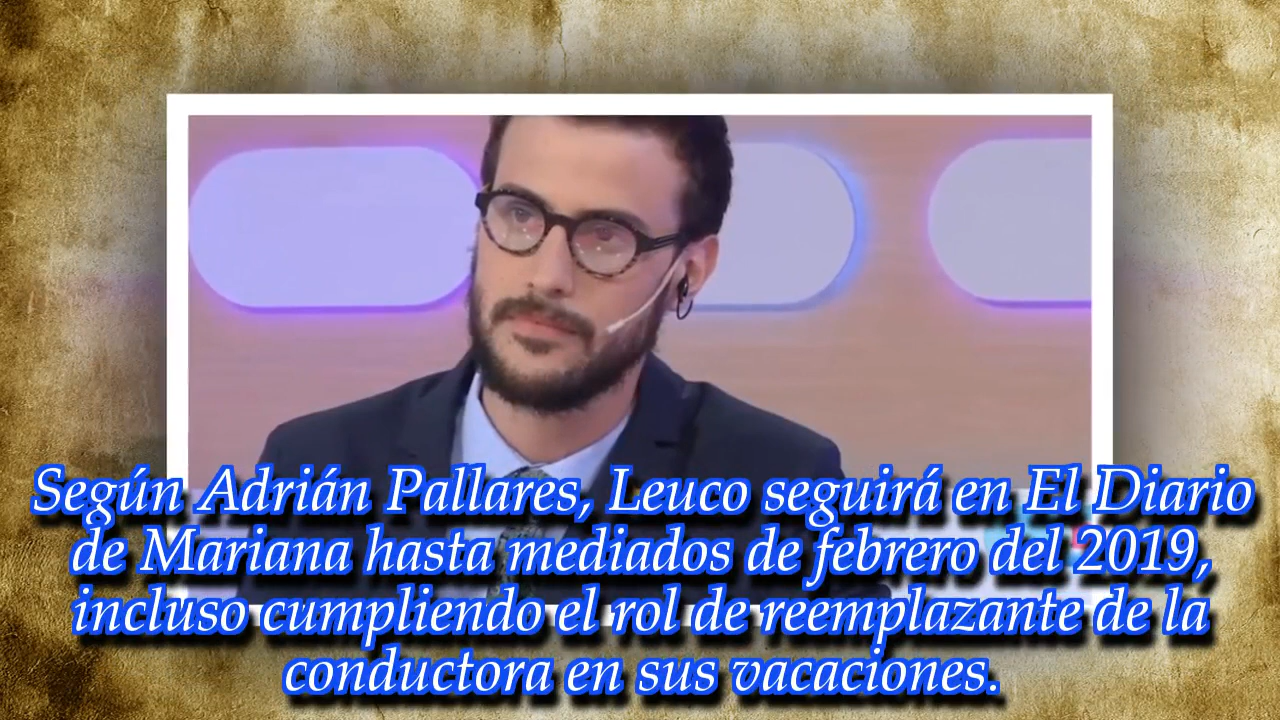 Según Adrián Pallares, Leuco seguirá en El Diario
de Mariana hasta mediados de febrero del 2019,
incluso cumpliendo el rol de reemplazante de la
conductora en sus vacaciones.